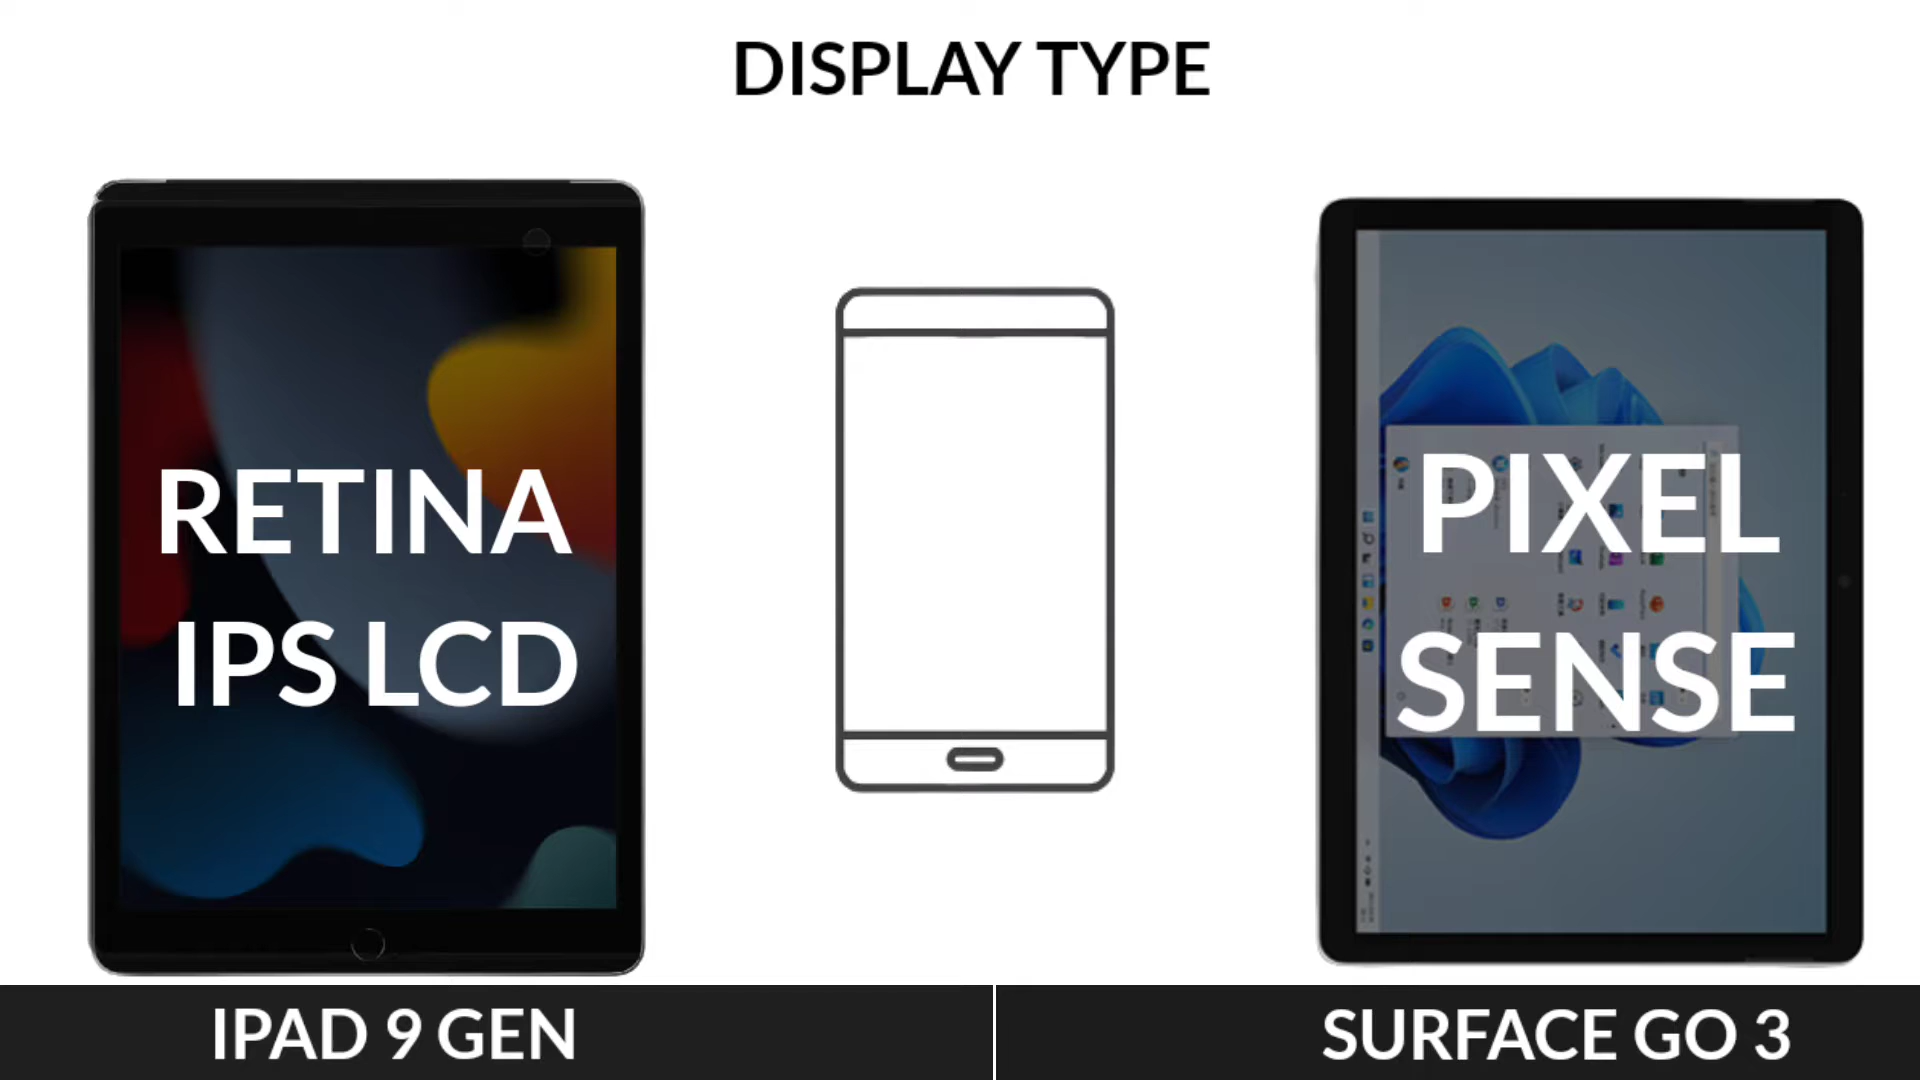 DISPLAY TYPE
RETINA
IPS LCD
PIXEL
SENSE
IPAD 9 GEN
SURFACE GO 3